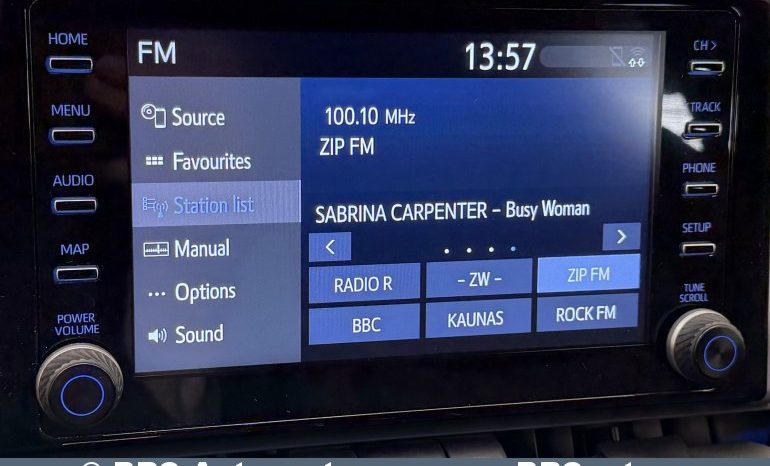 HOME
MENU
AUDIO
MAP
POWER
VOLUME
FM
13:57
Source
Favourites
Station list
Manual
Options
Sound
100.10 MHz
ZIP FM
SABRINA CARPENTER – Busy Woman
<
>
RADIO R
– ZW –
ZIP FM
BBC
KAUNAS
ROCK FM
CH >
TRACK
PHONE
SETUP
TUNE
SCROLL